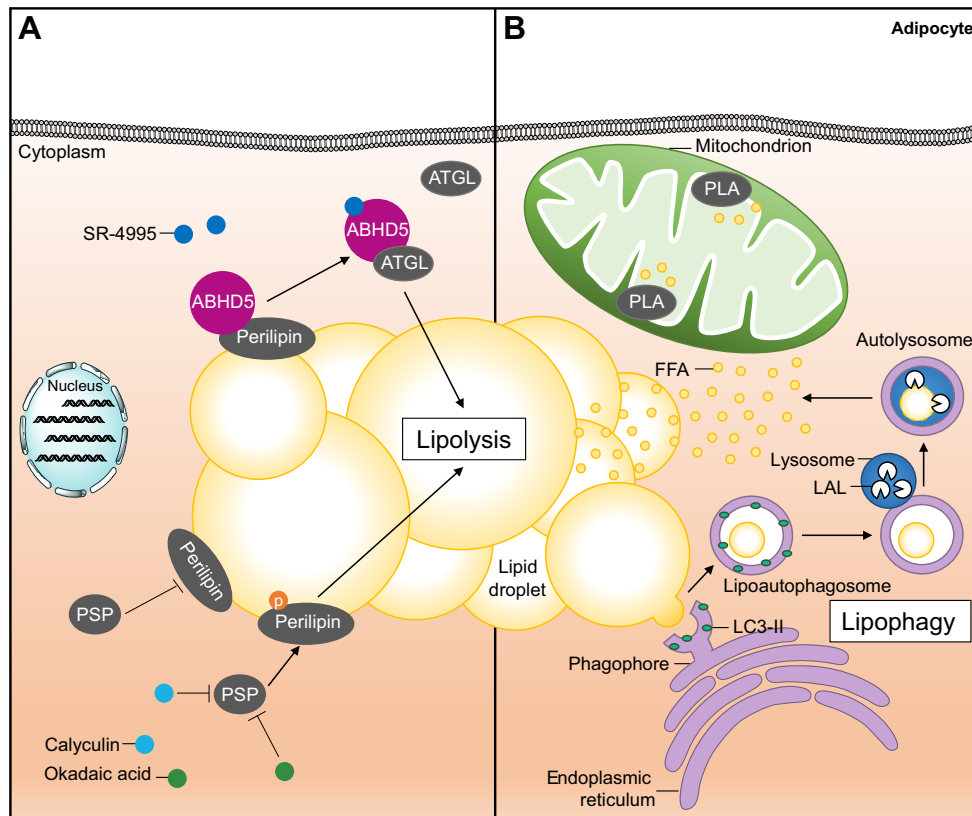 A
B
Adipocyte
Cytoplasm
Mitochondrion
ATGL
PLA
SR-4995
ABHD5
ATGL
ABHD5
Perilipin
PLA
Nucleus
FFA
Autolysosome
Lipolysis
Lysosome
LAL
Perilipin
Lipid
droplet
Lipoautophagosome
PSP
p
Perilipin
LC3-II
Lipophagy
Phagophore
PSP
Calyculin
Okadaic acid
Endoplasmic
reticulum